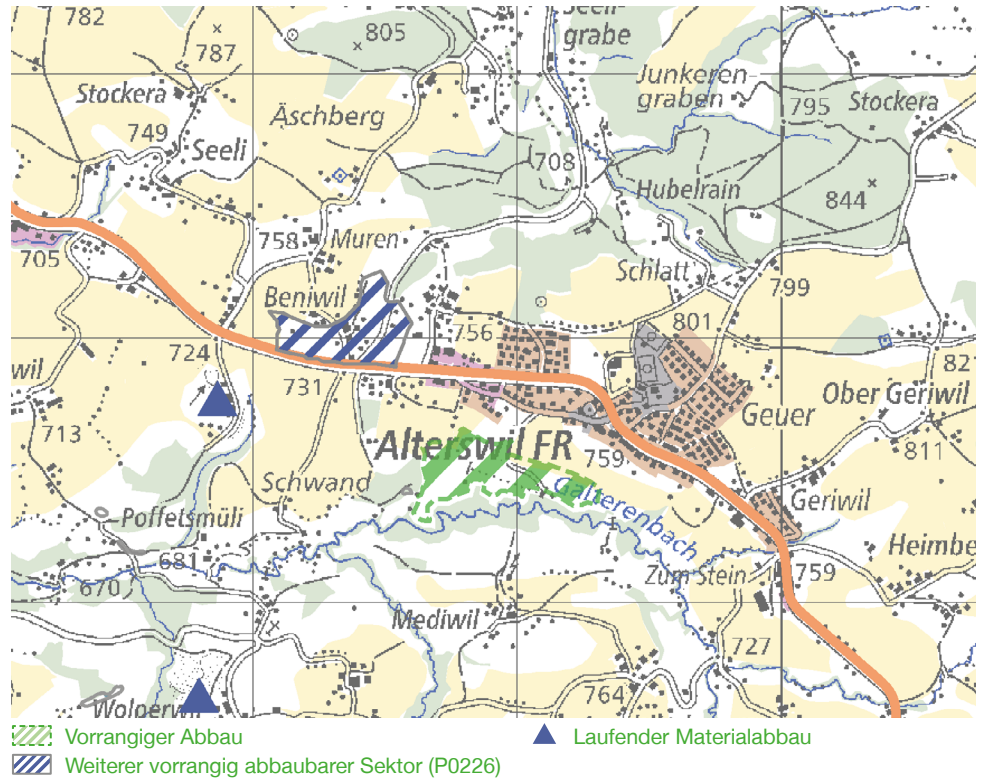 782
787
805
Seeli-
grabe
Junkeren-
graben
795
Stockera
Stockera
749
Äschberg
Seeli
708
Hubelrain
844
758
Muren
705
Schlatt
799
Beniwil
756
801
724
731
821
wil
Ober Geriwil
Geuer
713
Alterswil FR
759
811
Schwand
Galterenbach
Geriwil
Poffetsmüli
681
Heimbe
670
Zum Stein
759
Mediwil
727
764
Wolperwil
Vorrangiger Abbau
Laufender Materialabbau
Weiterer vorrangig abbaubarer Sektor (P0226)